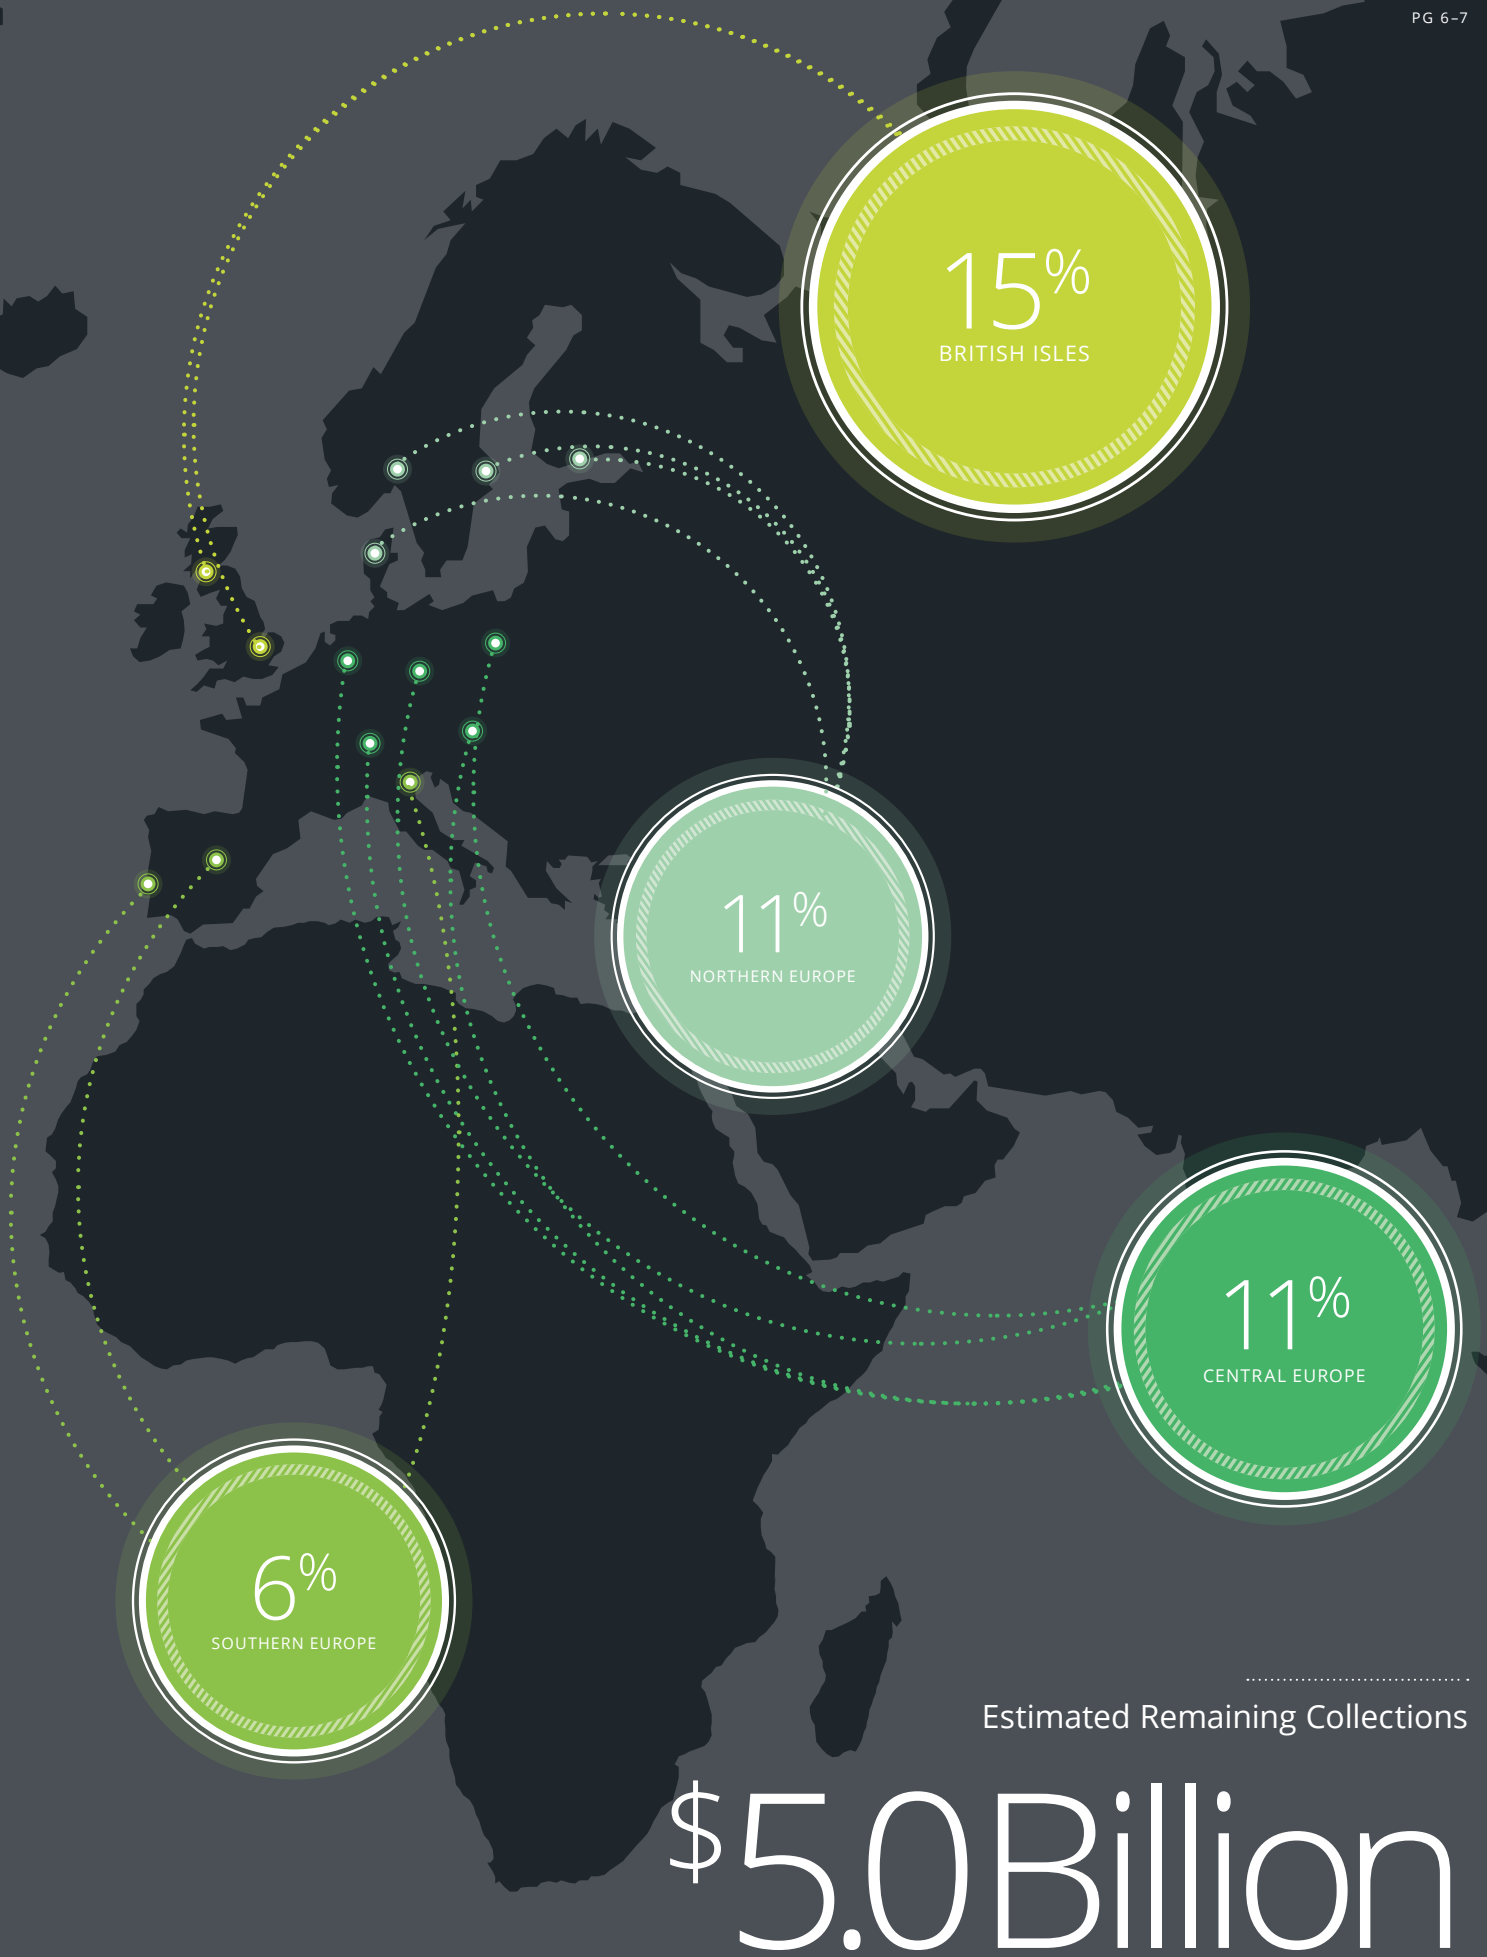 PG 6–7
15%
BRITISH ISLES
11%
NORTHERN EUROPE
11%
CENTRAL EUROPE
6%
SOUTHERN EUROPE
Estimated Remaining Collections
$5.0Billion